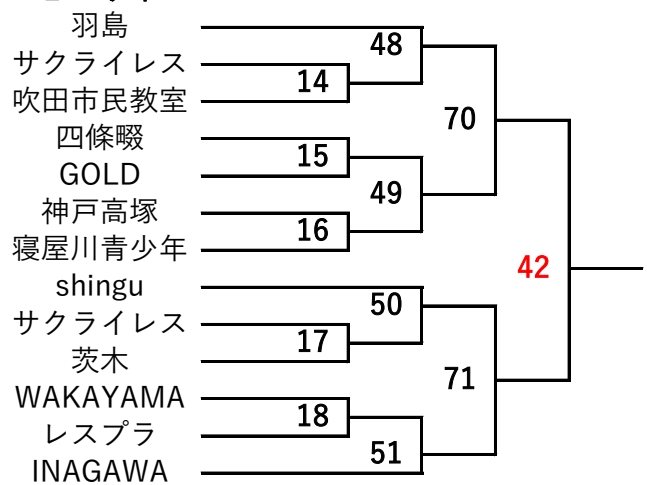 羽島
48
サクライレス
14
吹田市民教室
70
四條畷
15
GOLD
49
神戸高塚
16
寝屋川青少年
42
shingu
50
サクライレス
17
茨木
71
WAKAYAMA
18
レスプラ
51
INAGAWA